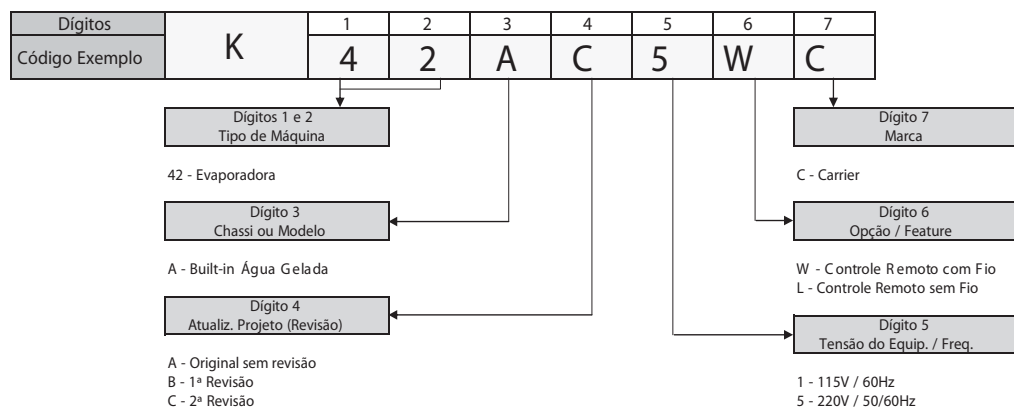 Dígitos K 1 2 3 4 5 6 7
Código Exemplo 4 2 A C 5 W C
Dígitos 1 e 2
Tipo de Máquina
42 - Evaporadora
Dígito 3
Chassi ou Modelo
A - Built-in Água Gelada
Dígito 4
Atualiz. Projeto (Revisão)
A - Original sem revisão
B - 1ª Revisão
C - 2ª Revisão
Dígito 7
Marca
C - Carrier
Dígito 6
Opção / Feature
W - Controle Remoto com Fio
L - Controle Remoto sem Fio
Dígito 5
Tensão do Equip. / Freq.
1 - 115V / 60Hz
5 - 220V / 50/60Hz